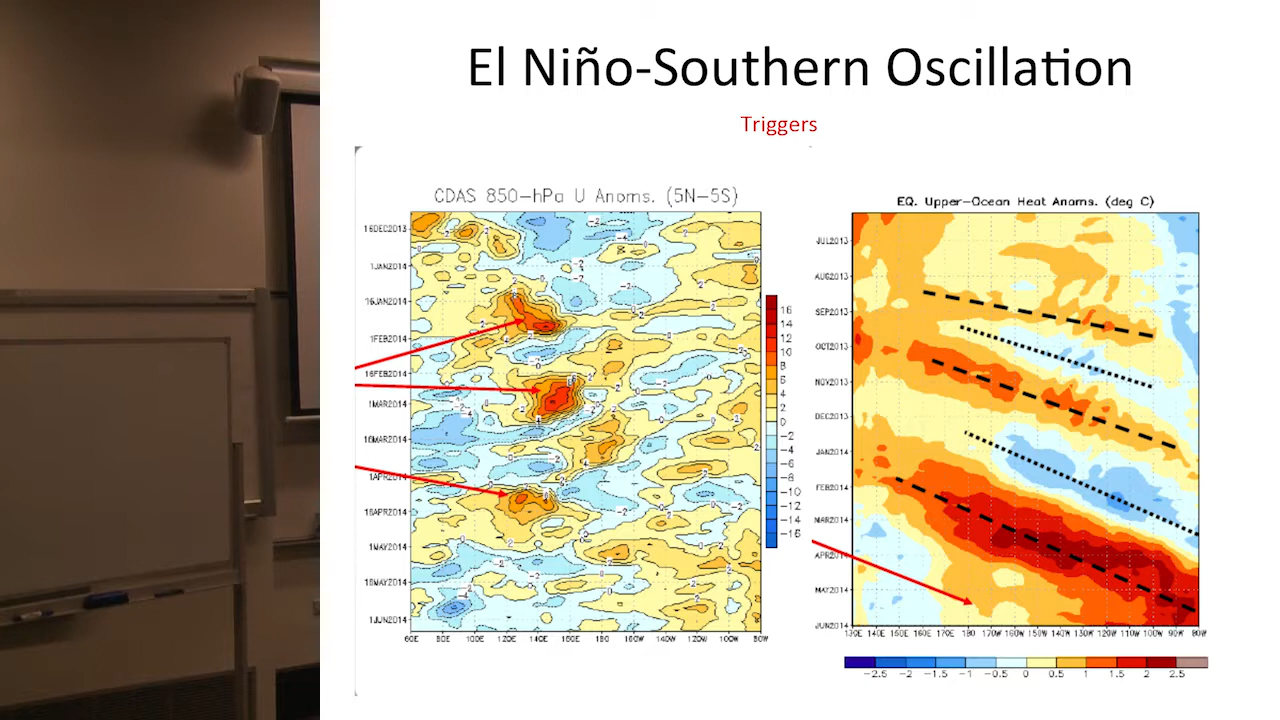 El Niño-Southern Oscillation
Triggers
CDAS 850-hPa U Anoms. (5N-5S)
16DEC2013
1JAN2014
16JAN2014
1FEB2014
16FEB2014
1MAR2014
16MAR2014
1APR2014
16APR2014
1MAY2014
16MAY2014
1JUN2014
60E 80E 100E 120E 140E 160E 180 160W 140W 120W 100W 80W
16
14
12
10
8
6
4
2
0
-2
-4
-6
-8
-10
-12
-14
-16
EQ. Upper-Ocean Heat Anoms. (deg C)
JUL2013
AUG2013
SEP2013
OCT2013
NOV2013
DEC2013
JAN2014
FEB2014
MAR2014
APR2014
MAY2014
JUN2014
130E 140E 150E 160E 170E 180 170W 160W 150W 140W 130W 120W 110W 100W 90W 80W
-2.5 -2 -1.5 -1 -0.5 0 0.5 1 1.5 2 2.5